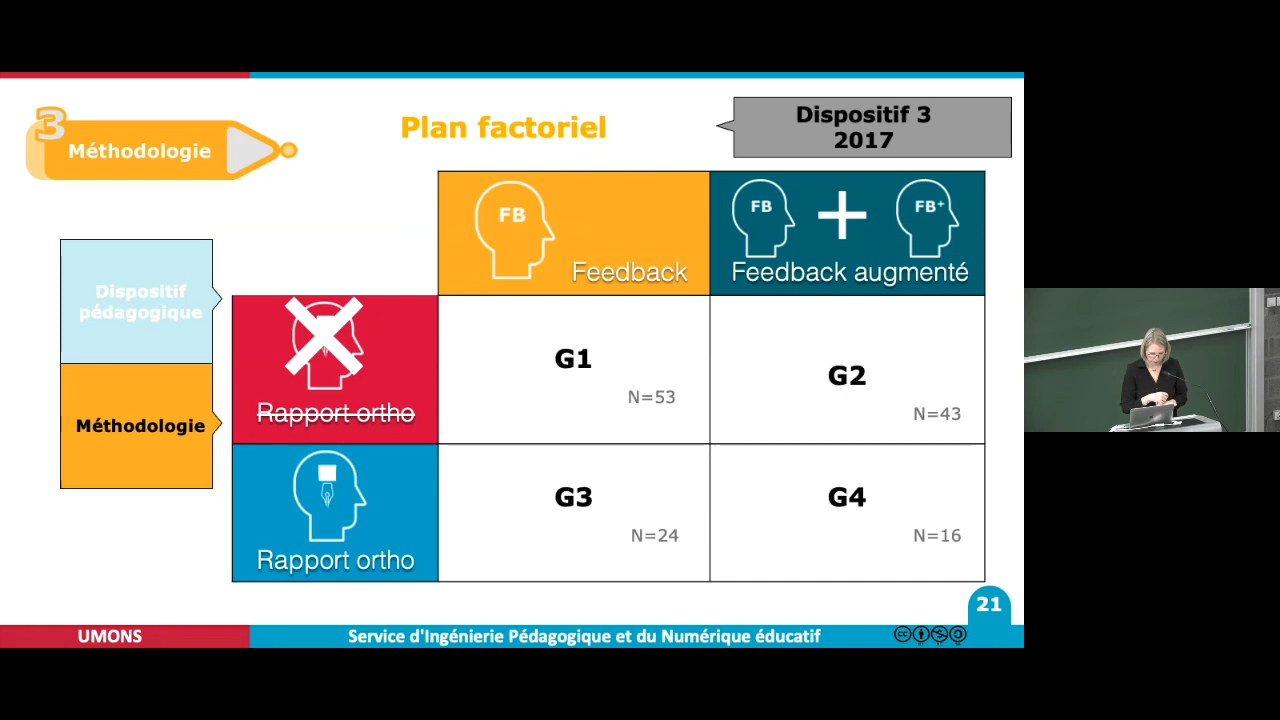 3
Méthodologie
Plan factoriel
Dispositif 3
2017
FB
Feedback
FB
FB+
Feedback augmenté
Dispositif
pédagogique
Méthodologie
Rapport ortho
G1
N=53
G2
N=43
Rapport ortho
G3
N=24
G4
N=16
21
UMONS
Service d'Ingénierie Pédagogique et du Numérique éducatif
cc